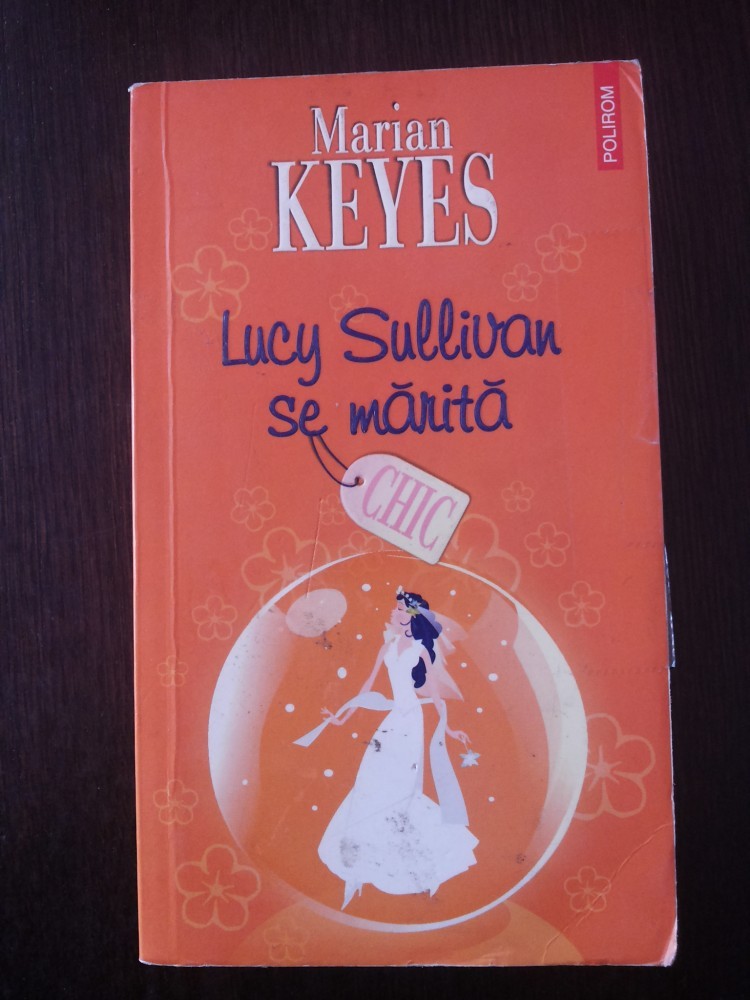 POLIROM
Marian
KEYES
Lucy Sullivan
se mărită
CHIC